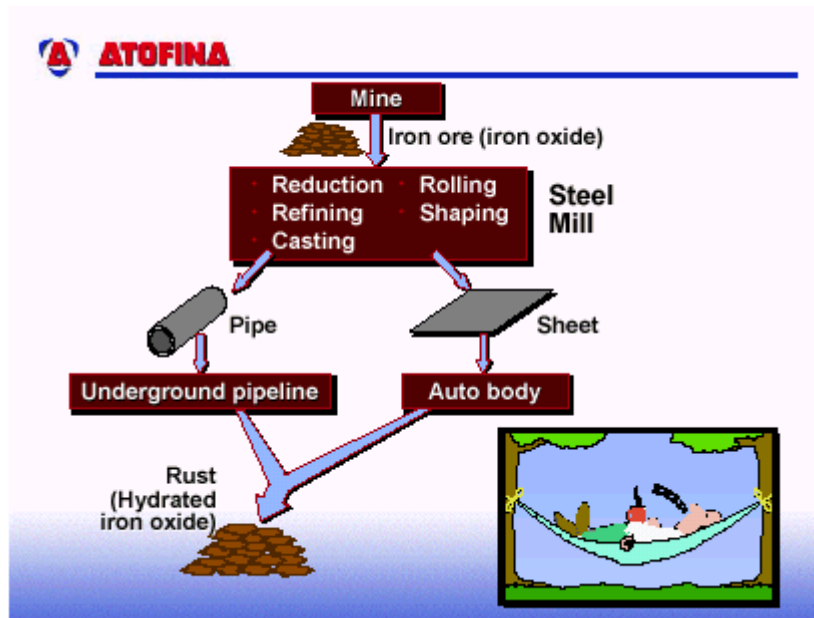 ATOFINA
Mine
Iron ore (iron oxide)
Reduction
Refining
Casting
Rolling
Shaping
Steel
Mill
Pipe
Sheet
Underground pipeline
Auto body
Rust
(Hydrated
iron oxide)